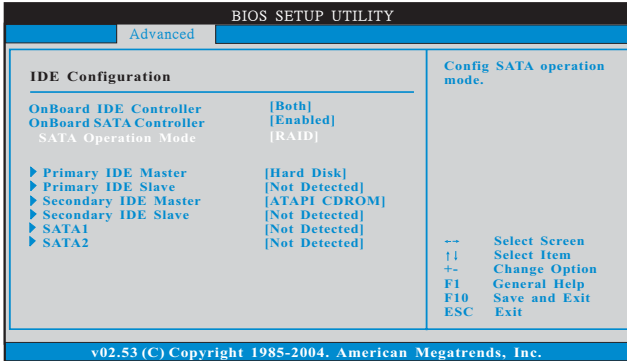 BIOS SETUP UTILITY
Advanced
IDE Configuration
OnBoard IDE Controller [Both]
OnBoard SATA Controller [Enabled]
SATA Operation Mode [RAID]
Primary IDE Master [Hard Disk]
Primary IDE Slave [Not Detected]
Secondary IDE Master [ATAPI CDROM]
Secondary IDE Slave [Not Detected]
SATA1 [Not Detected]
SATA2 [Not Detected]
Config SATA operation
mode.
←→ Select Screen
↑↓ Select Item
+- Change Option
F1 General Help
F10 Save and Exit
ESC Exit
v02.53 (C) Copyright 1985-2004. American Megatrends, Inc.